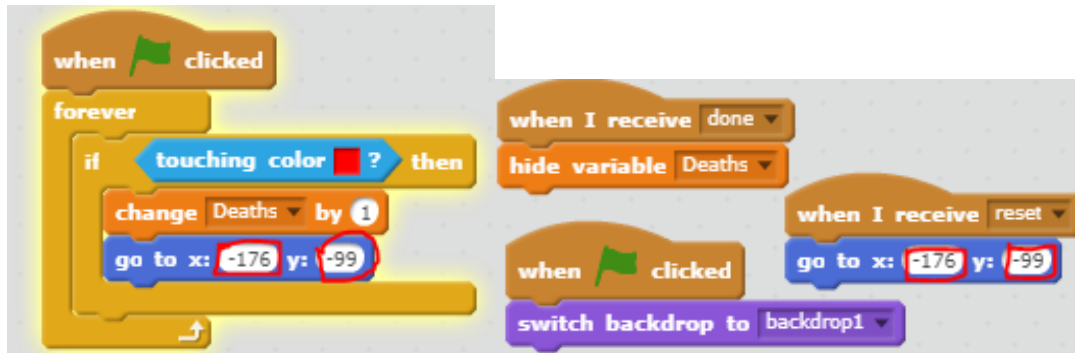 when clicked
forever
if touching color ? then
change Deaths by 1
go to x: -176 y: -99
when I receive done
hide variable Deaths
when clicked
switch backdrop to backdrop1
when I receive reset
go to x: -176 y: -99